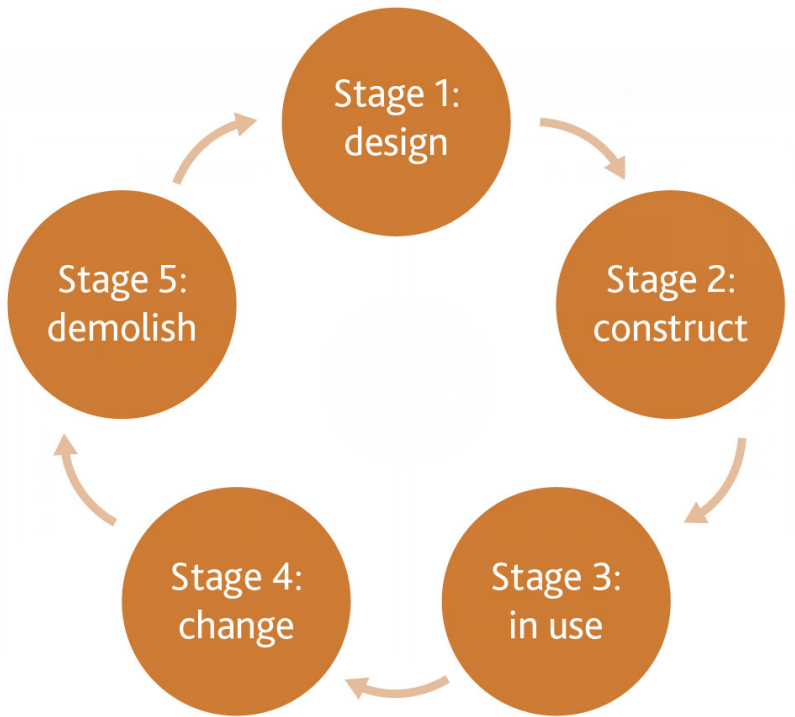 Stage 1:
design
Stage 2:
construct
Stage 3:
in use
Stage 4:
change
Stage 5:
demolish